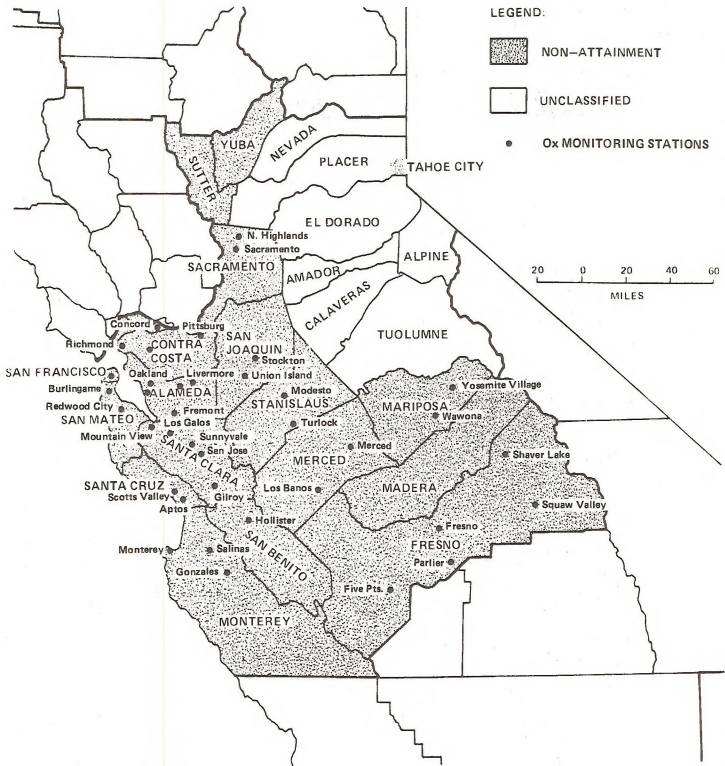 LEGEND:
NON-ATTAINMENT
UNCLASSIFIED
Ox MONITORING STATIONS
YUBA
NEVADA
SUTTER
PLACER
TAHOE CITY
EL DORADO
N. Highlands
Sacramento
SACRAMENTO
ALPINE
AMADOR
CALAVERAS
20 0 20 40 60
MILES
TUOLUMNE
Concord
Pittsburg
Richmond
CONTRA
COSTA
SAN
JOAQUIN
Stockton
SAN FRANCISCO
Oakland
Livermore
Union Island
Burlingame
ALAMEDA
Modesto
STANISLAUS
Yosemite Village
MARIPOSA
Wawona
Redwood City
Fremont
SAN MATEO
Los Galos
Turlock
Mountain View
Sunnyvale
San Jose
SANTA CLARA
MERCED
Merced
Shaver Lake
SANTA CRUZ
Scotts Valley
Aptos
Gilroy
Los Banos
MADERA
Squaw Valley
Hollister
Fresno
FRESNO
Monterey
Salinas
SAN BENITO
Parlier
Gonzales
Five Pts.
MONTEREY